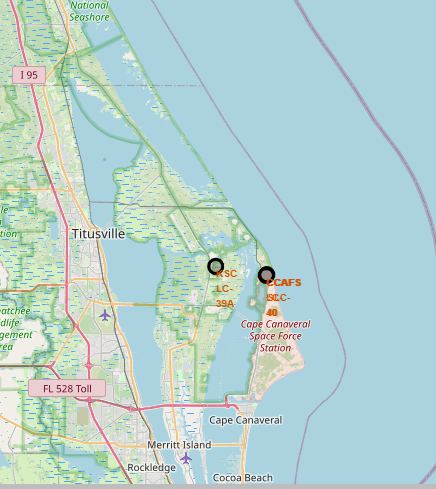 National
Seashore
I 95
Titusville
KSC
LC-
39A
CCAFS
SLC-
40
Cape Canaveral
Space Force
Station
FL 528 Toll
Cape Canaveral
Merritt Island
Rockledge
Cocoa Beach